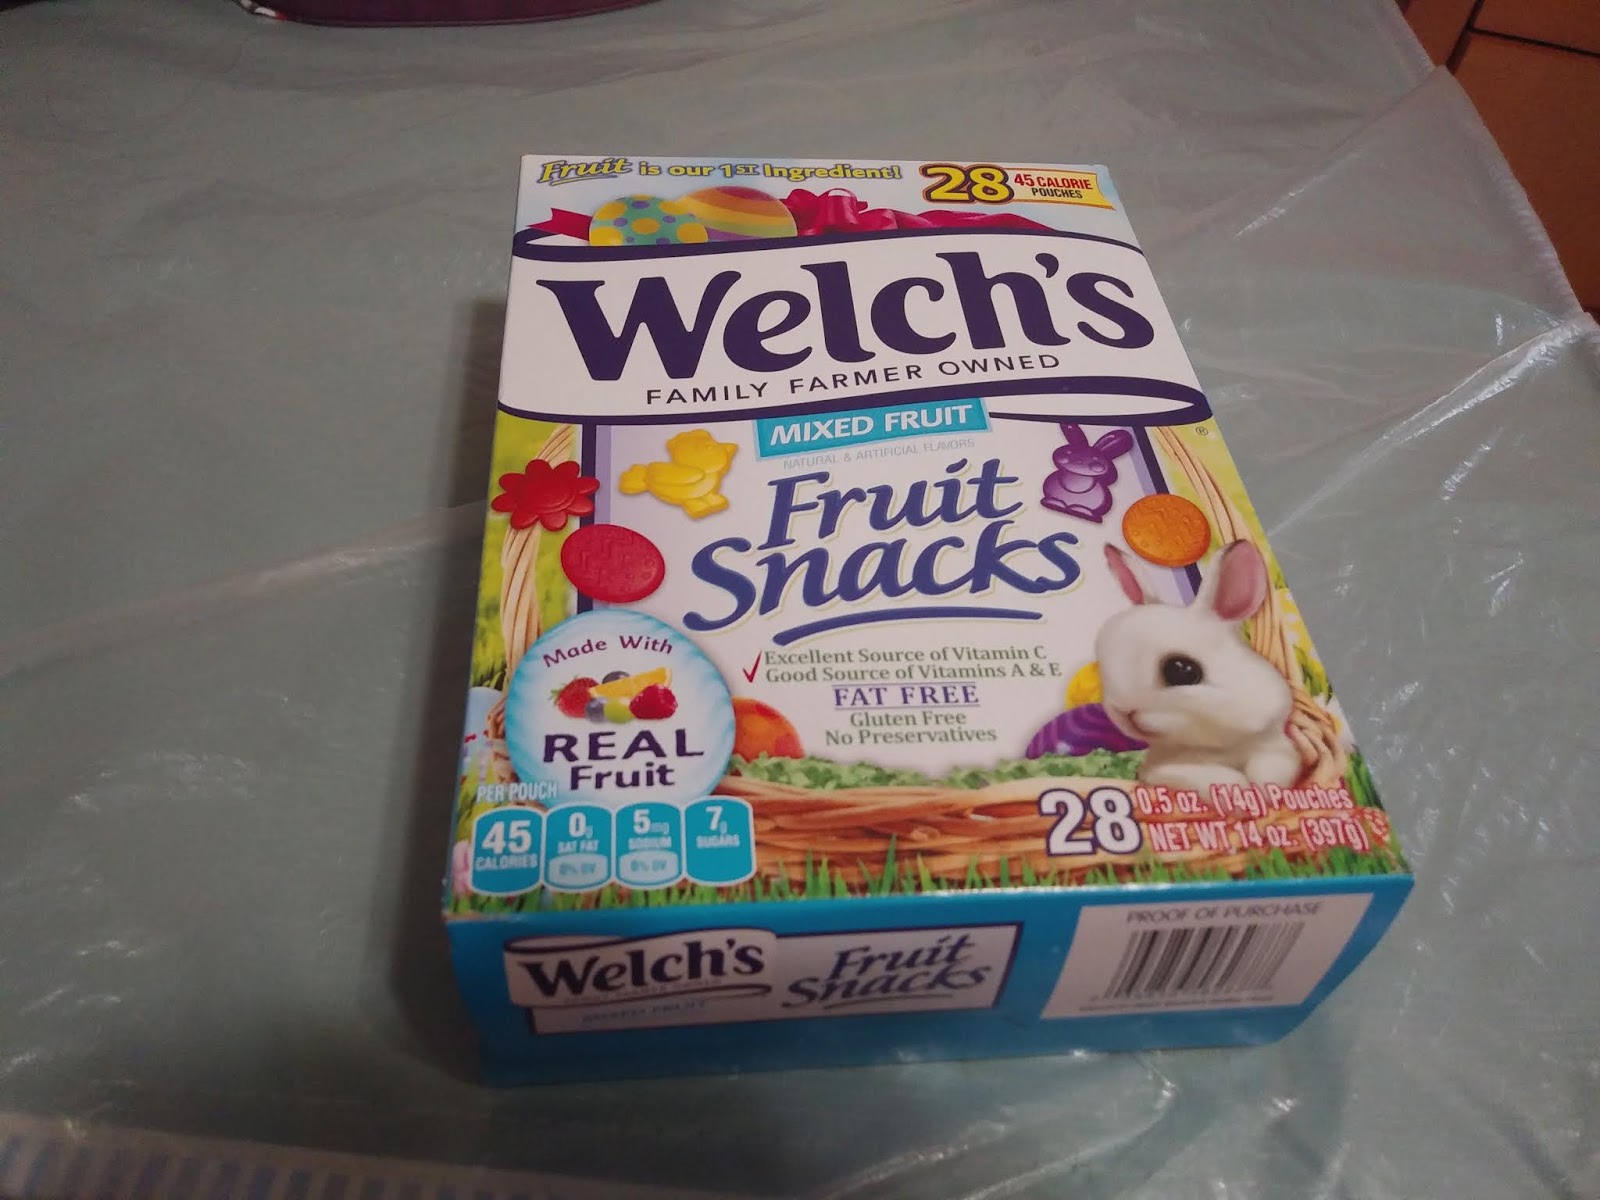 Fruit is our 1ST Ingredient!
28 45 CALORIE
POUCHES
Welch's
FAMILY FARMER OWNED
®
MIXED FRUIT
NATURAL & ARTIFICIAL FLAVORS
Fruit
Snacks
Excellent Source of Vitamin C
Good Source of Vitamins A & E
FAT FREE
Gluten Free
No Preservatives
Made With
REAL
Fruit
PER POUCH
45
CALORIES
0g
SAT FAT
0% DV
5mg
SODIUM
0% DV
7g
SUGARS
28 0.5 oz. (14g) Pouches
NET WT. 14 oz. (397g)
Welch's
Fruit
Snacks
MIXED FRUIT
PROOF OF PURCHASE